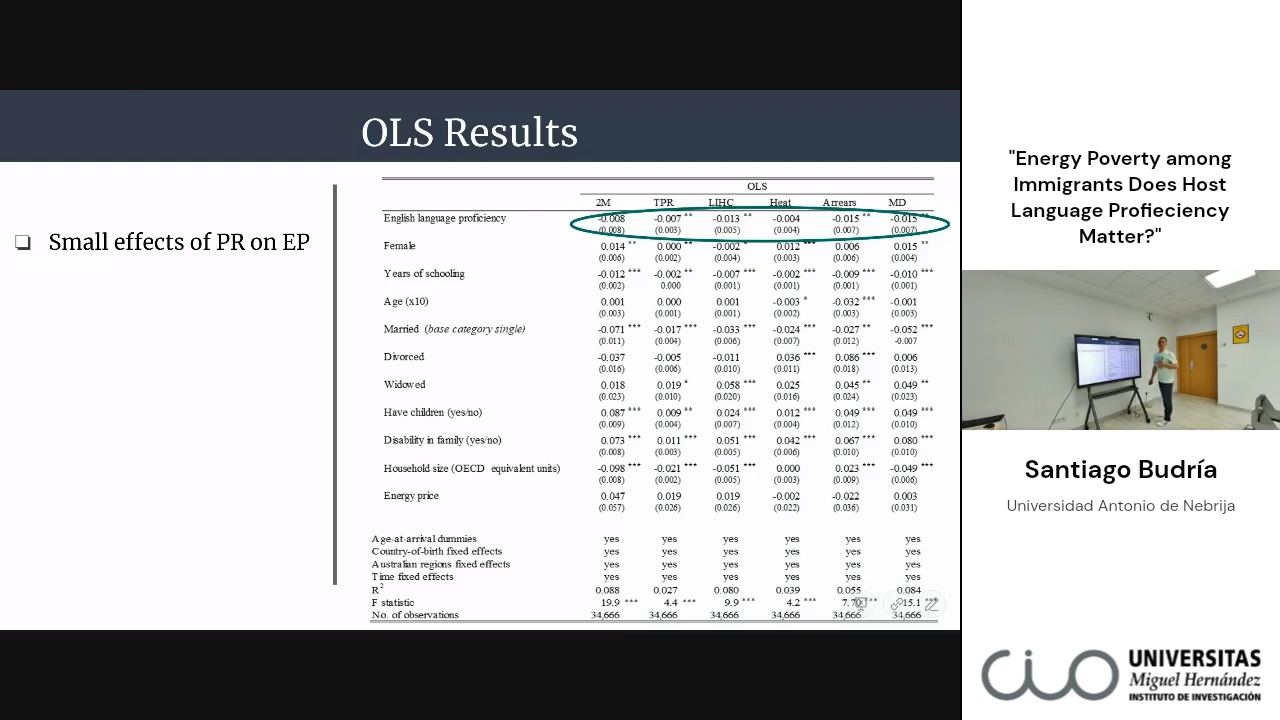 OLS Results
❏ Small effects of PR on EP
OLS
2M TPR LIHC Heat Arrears MD
English language proficiency -0.008 -0.007 ** -0.013 ** -0.004 -0.015 ** -0.015 **
(0.008) (0.003) (0.005) (0.004) (0.007) (0.007)
Female 0.014 ** 0.000 ** -0.002 * 0.012 *** 0.006 0.015 **
(0.006) (0.002) (0.004) (0.003) (0.006) (0.004)
Years of schooling -0.012 *** -0.002 ** -0.007 *** -0.002 *** -0.009 *** -0.010 ***
(0.002) 0.000 (0.001) (0.001) (0.001) (0.001)
Age (x10) 0.001 0.000 0.001 -0.003 * -0.032 *** -0.001
(0.003) (0.001) (0.001) (0.002) (0.003) (0.003)
Married (base category single) -0.071 *** -0.017 *** -0.033 *** -0.024 *** -0.027 ** -0.052 ***
(0.011) (0.004) (0.006) (0.007) (0.012) -0.007
Divorced -0.037 -0.005 -0.011 0.036 *** 0.086 *** 0.006
(0.016) (0.006) (0.010) (0.011) (0.018) (0.013)
Widowed 0.018 0.019 * 0.058 *** 0.025 0.045 ** 0.049 **
(0.023) (0.010) (0.020) (0.016) (0.024) (0.023)
Have children (yes/no) 0.087 *** 0.009 ** 0.024 *** 0.012 *** 0.049 *** 0.049 ***
(0.009) (0.004) (0.007) (0.004) (0.012) (0.010)
Disability in family (yes/no) 0.073 *** 0.011 *** 0.051 *** 0.042 *** 0.067 *** 0.080 ***
(0.008) (0.003) (0.005) (0.006) (0.010) (0.010)
Household size (OECD equivalent units) -0.098 *** -0.021 *** -0.051 *** 0.000 0.023 *** -0.049 ***
(0.008) (0.002) (0.005) (0.003) (0.009) (0.006)
Energy price 0.047 0.019 0.019 -0.002 -0.022 0.003
(0.057) (0.026) (0.026) (0.022) (0.036) (0.031)
Age-at-arrival dummies yes yes yes yes yes yes
Country-of-birth fixed effects yes yes yes yes yes yes
Australian regions fixed effects yes yes yes yes yes yes
Time fixed effects yes yes yes yes yes yes
R2 0.088 0.027 0.080 0.039 0.055 0.084
F statistic 19.9 *** 4.4 *** 9.9 *** 4.2 *** 15.1
No. of observations 34,666 34,666 34,666 34,666 34,666 34,666
"Energy Poverty among
Immigrants Does Host
Language Profieciency
Matter?"
Santiago Budría
Universidad Antonio de Nebrija
CIO
UNIVERSITAS
Miguel Hernández
INSTITUTO DE INVESTIGACIÓN